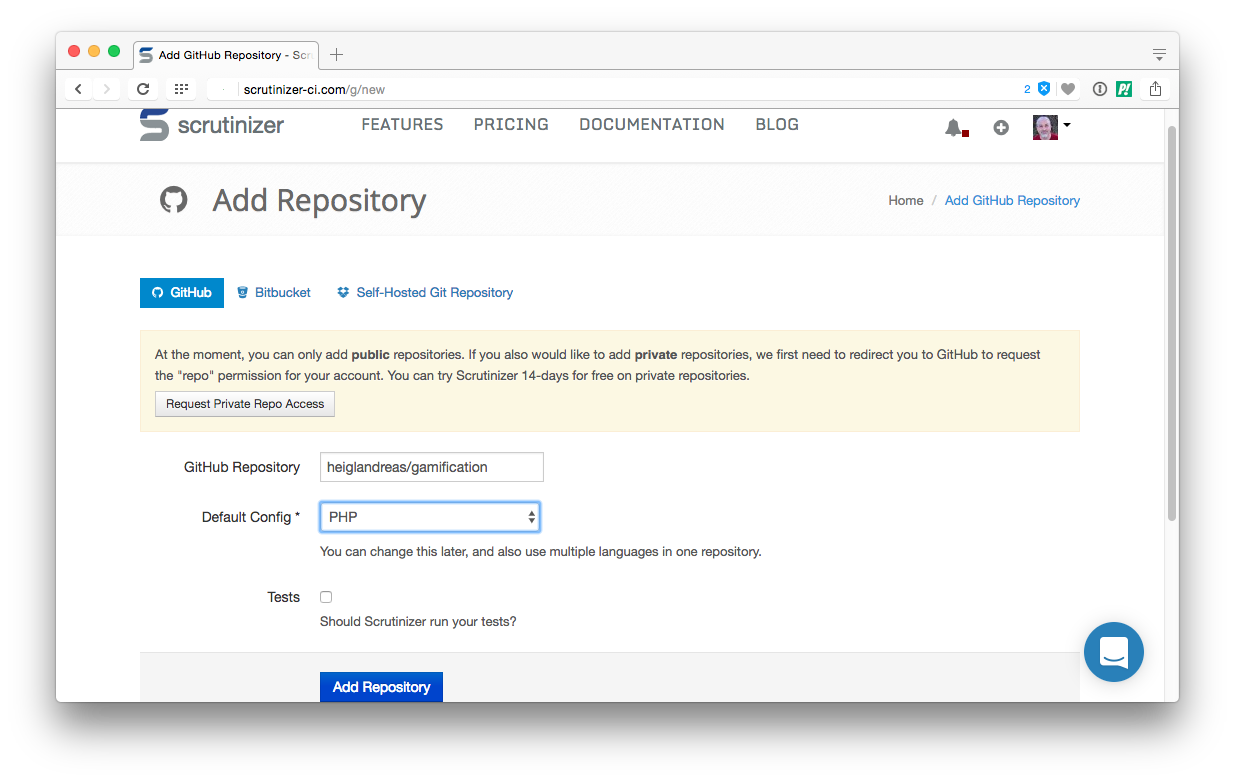 Add GitHub Repository - Scr
scrutinizer-ci.com/g/new
2
P!
scrutinizer
FEATURES PRICING DOCUMENTATION BLOG
Add Repository
Home / Add GitHub Repository
GitHub Bitbucket Self-Hosted Git Repository
At the moment, you can only add public repositories. If you also would like to add private repositories, we first need to redirect you to GitHub to request
the "repo" permission for your account. You can try Scrutinizer 14-days for free on private repositories.
Request Private Repo Access
GitHub Repository heiglandreas/gamification
Default Config * PHP
You can change this later, and also use multiple languages in one repository.
Tests
Should Scrutinizer run your tests?
Add Repository